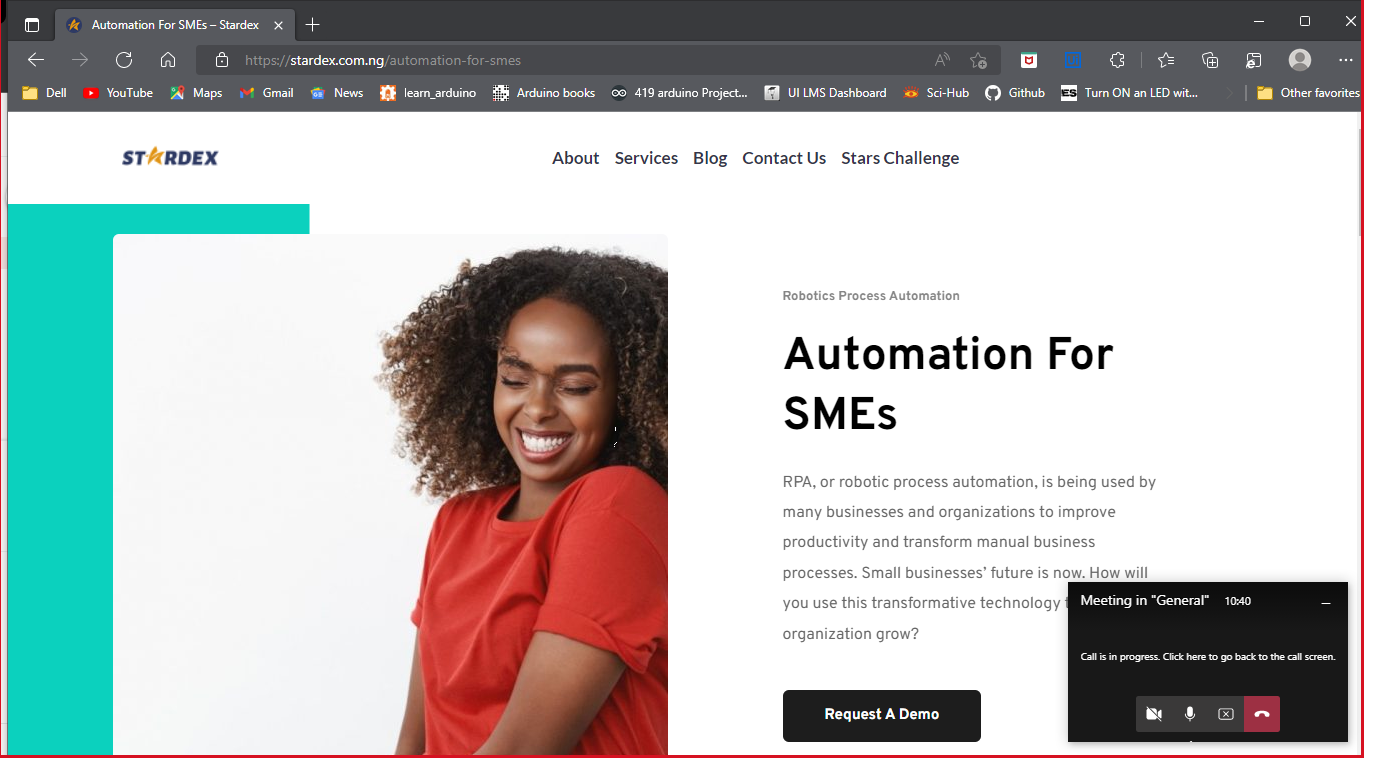 Automation For SMEs – Stardex
https://stardex.com.ng/automation-for-smes
Dell YouTube Maps Gmail News learn_arduino Arduino books 419 arduino Project... UI LMS Dashboard Sci-Hub Github Turn ON an LED wit... Other favorites
STARDEX
About Services Blog Contact Us Stars Challenge
Robotics Process Automation
Automation For
SMEs
RPA, or robotic process automation, is being used by
many businesses and organizations to improve
productivity and transform manual business
processes. Small businesses’ future is now. How will
you use this transformative technology
organization grow?
Request A Demo
Meeting in "General" 10:40
Call is in progress. Click here to go back to the call screen.